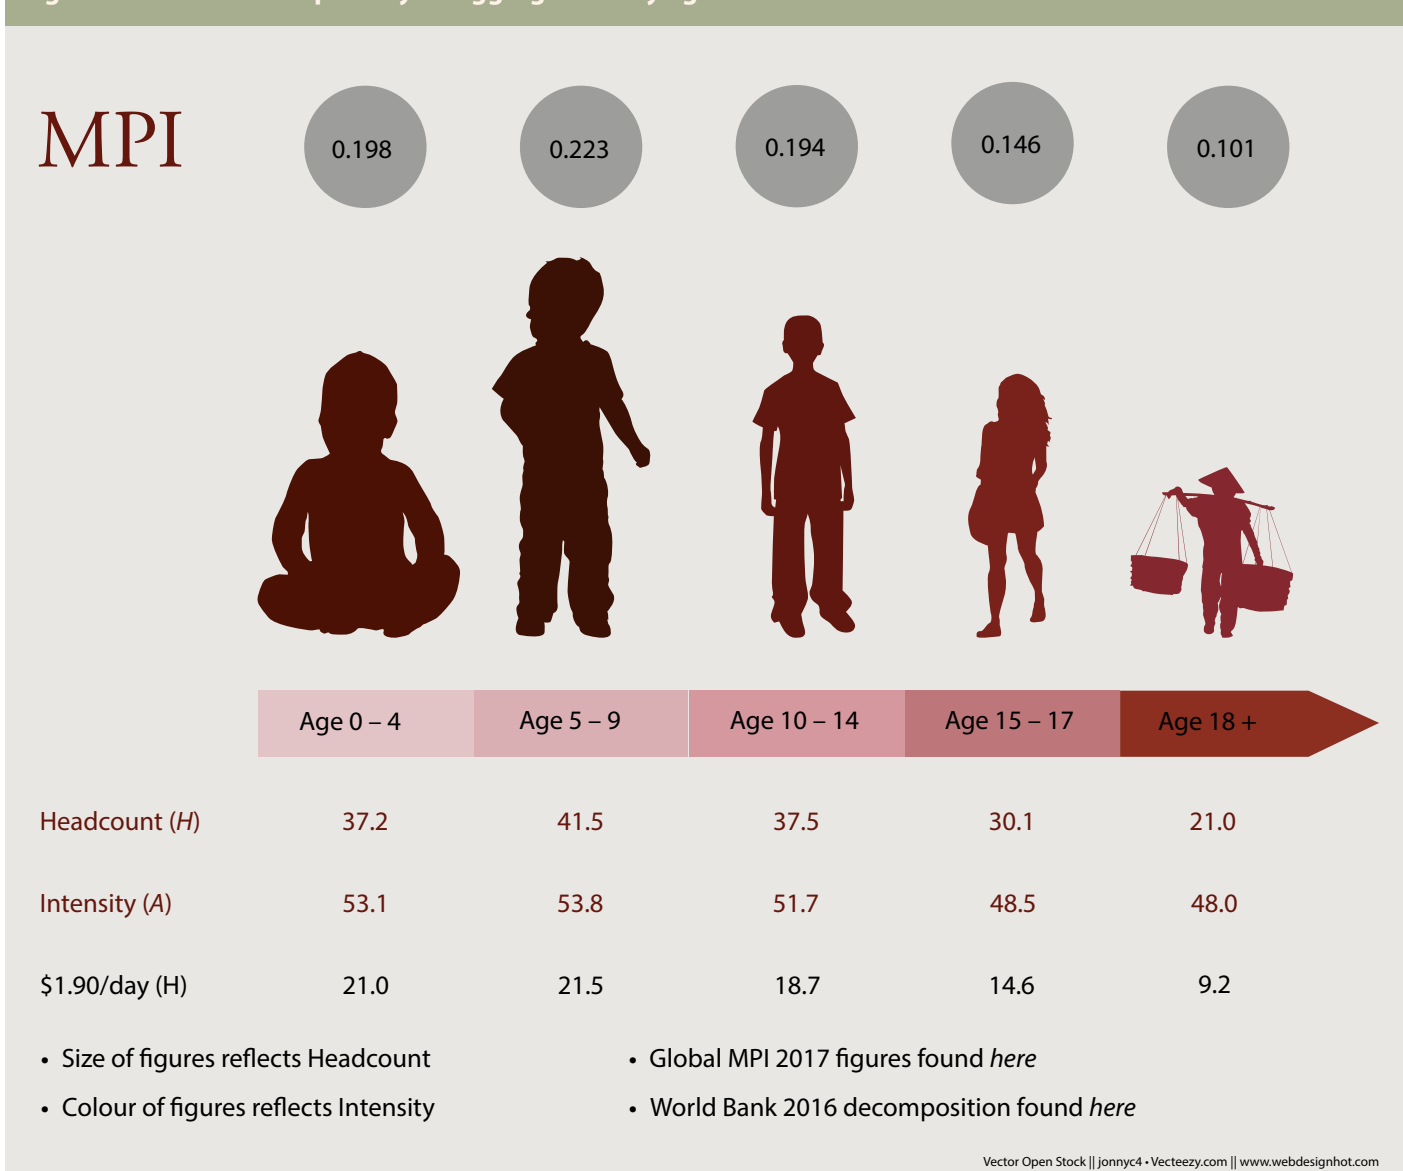 MPI
0.198 0.223 0.194 0.146 0.101
Age 0 – 4 Age 5 – 9 Age 10 – 14 Age 15 – 17 Age 18 +
Headcount (H) 37.2 41.5 37.5 30.1 21.0
Intensity (A) 53.1 53.8 51.7 48.5 48.0
$1.90/day (H) 21.0 21.5 18.7 14.6 9.2
• Size of figures reflects Headcount
• Colour of figures reflects Intensity
• Global MPI 2017 figures found here
• World Bank 2016 decomposition found here
Vector Open Stock || jonnyc4 • Vecteezy.com || www.webdesignhot.com